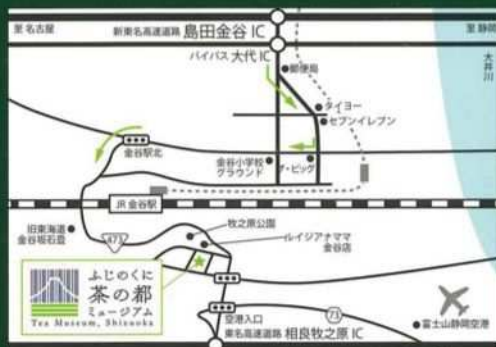 至名古屋
新東名高速道路 島田金谷 IC
至静岡
バイパス 大代 IC
大井川
郵便局
タイヨー
セブンイレブン
金谷駅北
金谷小学校
グラウンド
ザ・ビッグ
JR 金谷駅
旧東海道
金谷坂石畳
473
牧之原公園
ルイジアナママ
金谷店
ふじのくに
茶の都
ミュージアム
Tea Museum, Shizuoka
空港入口
東名高速道路 相良牧之原 IC
73
富士山静岡空港